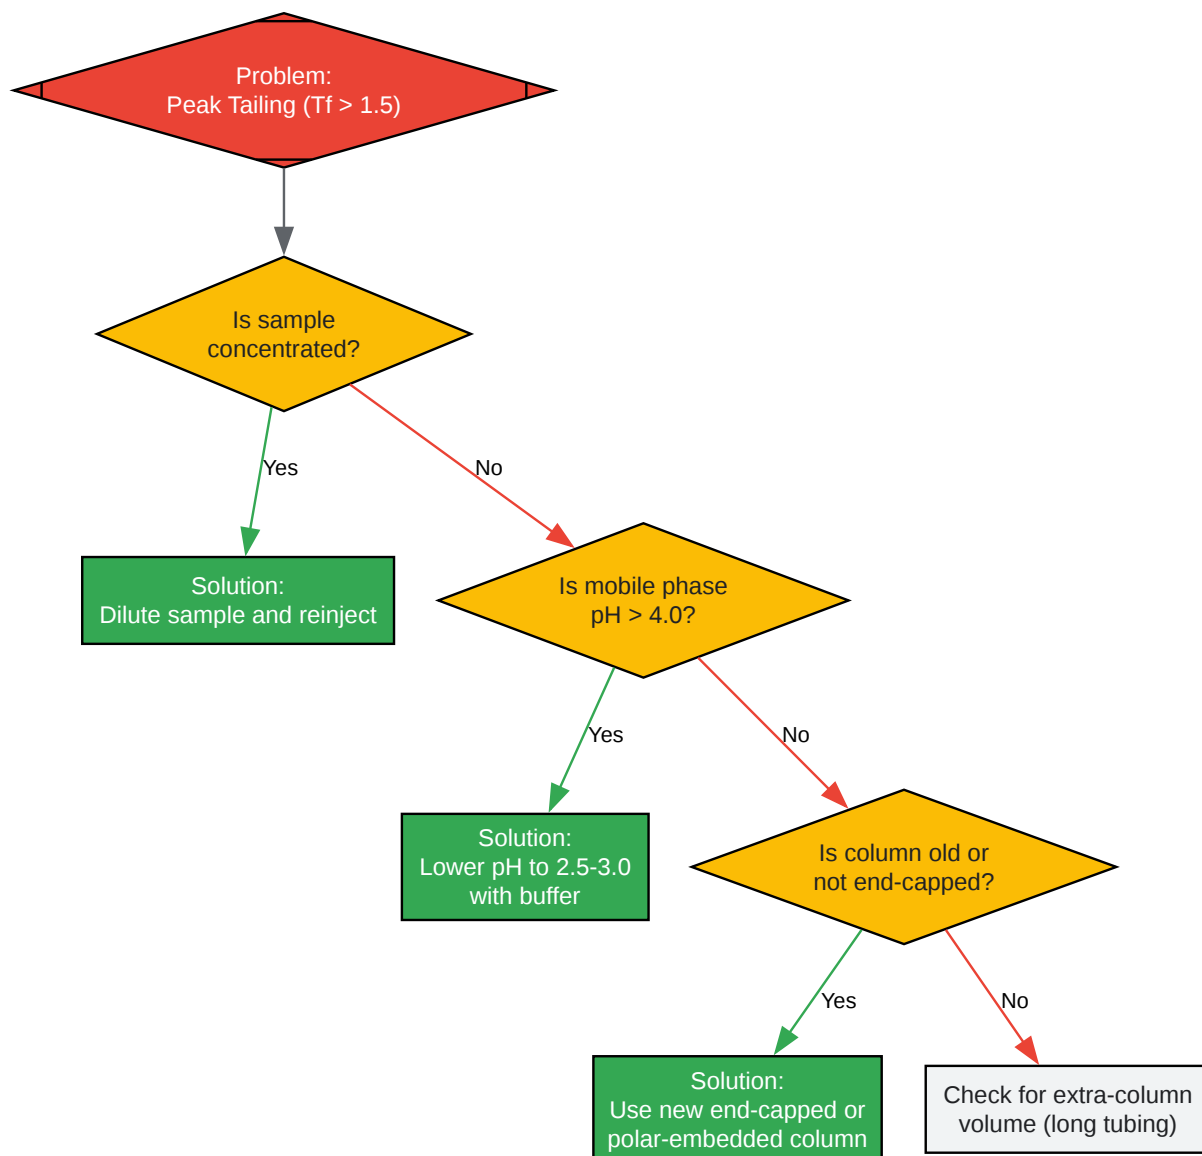 Problem:
Peak Tailing (Tf > 1.5)
Is sample
concentrated?
Yes
No
Solution:
Dilute sample and reinject
Is mobile phase
pH > 4.0?
Yes
No
Solution:
Lower pH to 2.5-3.0
with buffer
Is column old or
not end-capped?
Yes
No
Solution:
Use new end-capped or
polar-embedded column
Check for extra-column
volume (long tubing)